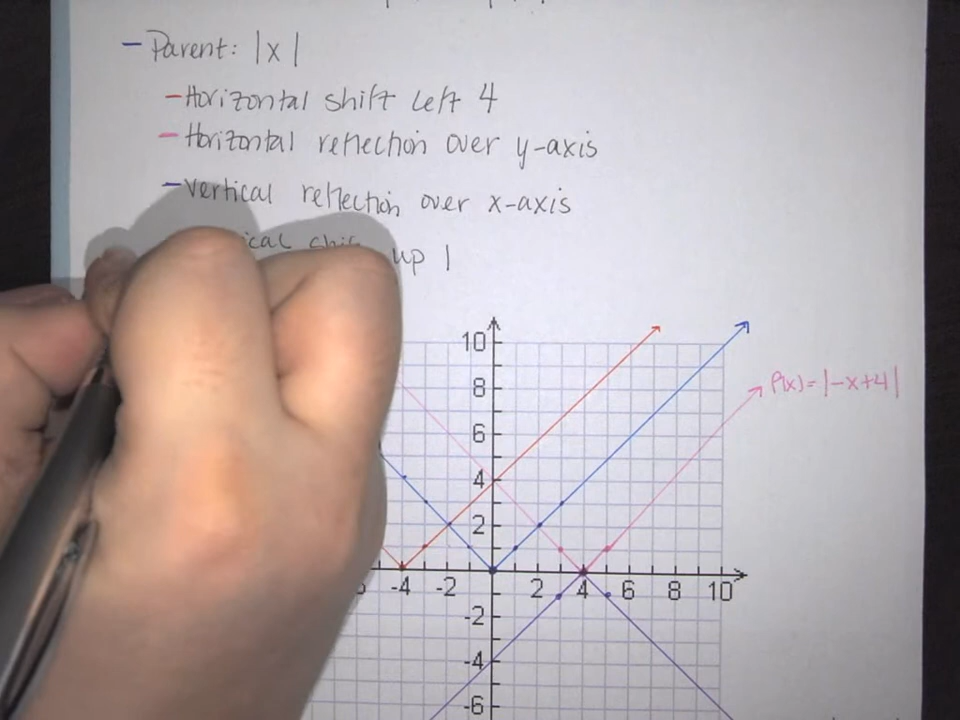 - Parent: |x|
- Horizontal shift left 4
- Horizontal reflection over y-axis
- Vertical reflection over x-axis
up 1
10
8
P(x)=|-x+4|
6
4
2
-4 -2 2 4 6 8 10
-2
-4
-6